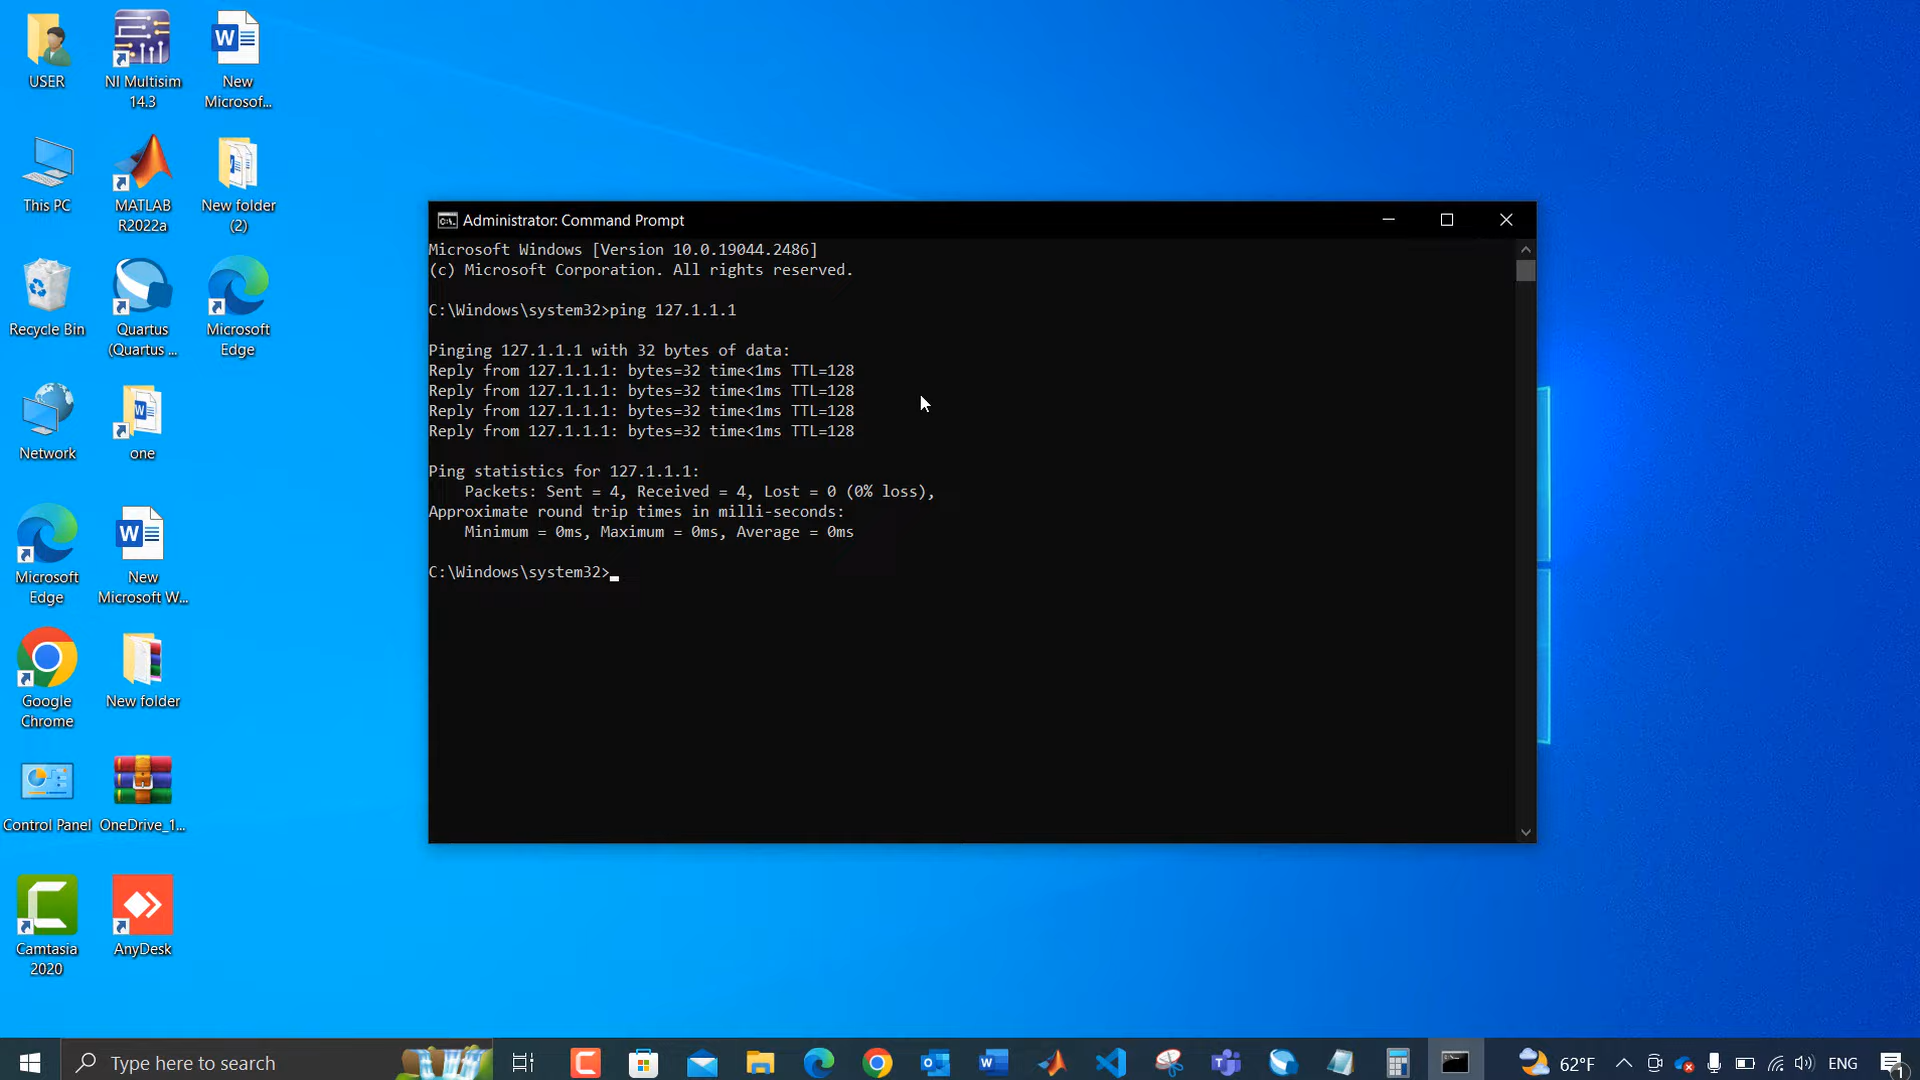 USER
NI Multisim
14.3
New
Microsof...
This PC
MATLAB
R2022a
New folder
(2)
Recycle Bin
Quartus
(Quartus ...
Microsoft
Edge
Network
one
Microsoft
Edge
New
Microsoft W...
Google
Chrome
New folder
Control Panel
OneDrive_1...
Camtasia
2020
AnyDesk
Administrator: Command Prompt
Microsoft Windows [Version 10.0.19044.2486]
(c) Microsoft Corporation. All rights reserved.
C:\Windows\system32>ping 127.1.1.1
Pinging 127.1.1.1 with 32 bytes of data:
Reply from 127.1.1.1: bytes=32 time<1ms TTL=128
Reply from 127.1.1.1: bytes=32 time<1ms TTL=128
Reply from 127.1.1.1: bytes=32 time<1ms TTL=128
Reply from 127.1.1.1: bytes=32 time<1ms TTL=128
Ping statistics for 127.1.1.1:
Packets: Sent = 4, Received = 4, Lost = 0 (0% loss),
Approximate round trip times in milli-seconds:
Minimum = 0ms, Maximum = 0ms, Average = 0ms
C:\Windows\system32>
Type here to search
62°F
ENG
1